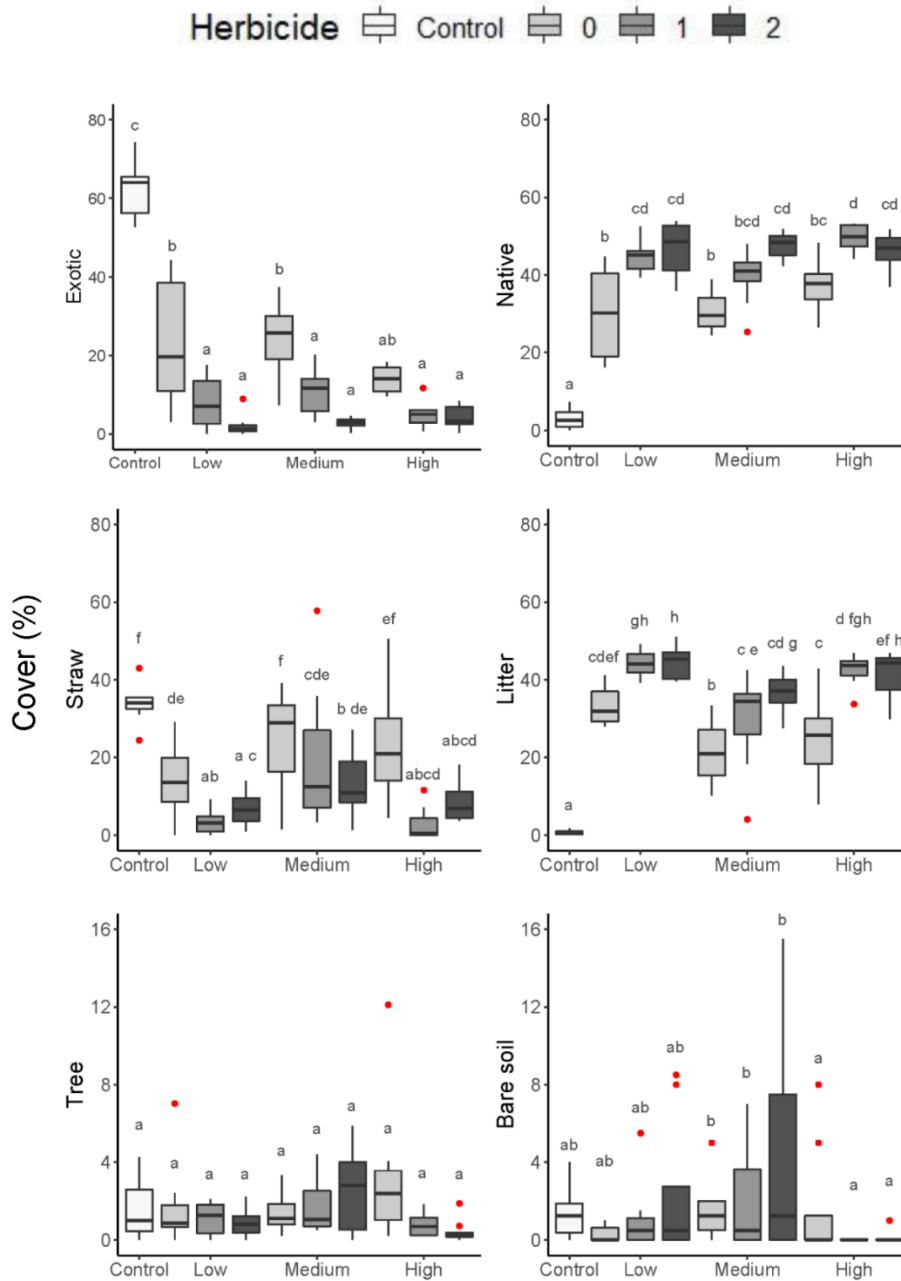 Herbicide Control 0 1 2
80
60
40
20
0
Exotic
c
b
a
a
b
a
a
ab
a
a
Control Low Medium High
80
60
40
20
0
Native
a
b
cd
cd
b
bcd
cd
bc
d
cd
Control Low Medium High
Cover (%)
80
60
40
20
0
Straw
f
de
ab
a c
f
cde
b de
ef
abcd
abcd
Control Low Medium High
80
60
40
20
0
Litter
a
cdef
gh
h
b
c e
cd g
c
d fgh
ef h
Control Low Medium High
16
12
8
4
0
Tree
a
a
a
a
a
a
a
a
a
a
Control Low Medium High
16
12
8
4
0
Bare soil
ab
ab
ab
ab
b
b
b
a
a
a
Control Low Medium High